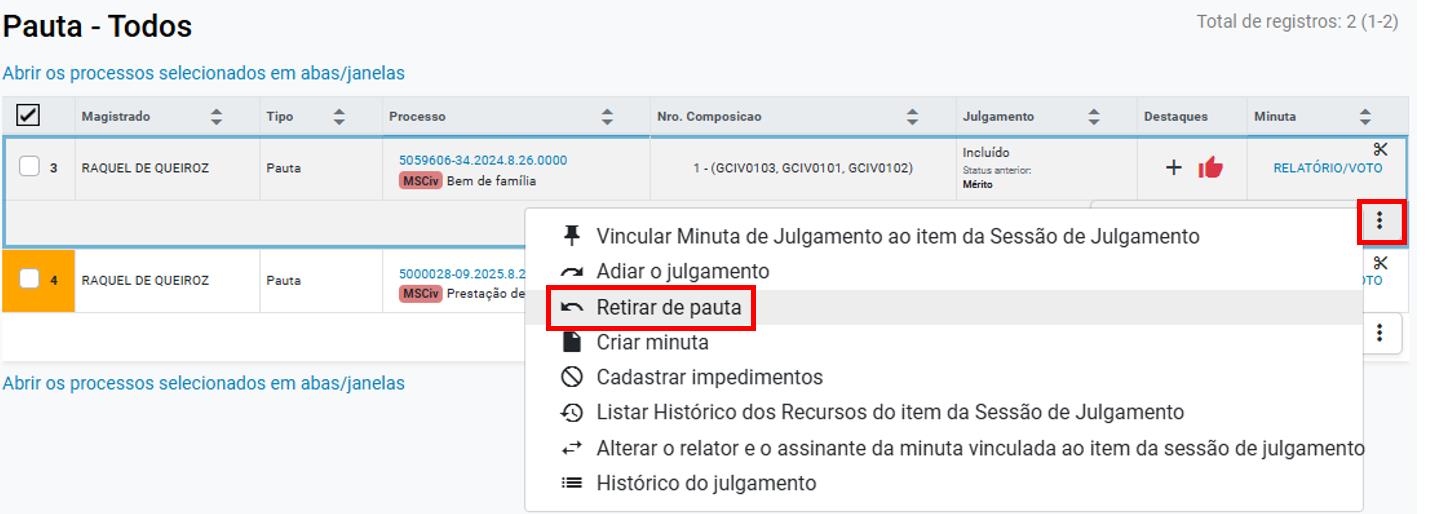 Pauta - Todos
Total de registros: 2 (1-2)
Abrir os processos selecionados em abas/janelas
Magistrado Tipo Processo Nro. Composicao Julgamento Destaques Minuta
3 RAQUEL DE QUEIROZ Pauta 5059606-34.2024.8.26.0000 1 - (GCIV0103, GCIV0101, GCIV0102) Incluído RELATÓRIO/VOTO
MSCiv Bem de família Status anterior:
Mérito
Vincular Minuta de Julgamento ao item da Sessão de Julgamento
Adiar o julgamento
4 RAQUEL DE QUEIROZ Pauta 5000028-09.2025.8.2
MSCiv Prestação de
OTO
Retirar de pauta
Criar minuta
Cadastrar impedimentos
Abrir os processos selecionados em abas/janelas
Listar Histórico dos Recursos do item da Sessão de Julgamento
Alterar o relator e o assinante da minuta vinculada ao item da sessão de julgamento
Histórico do julgamento